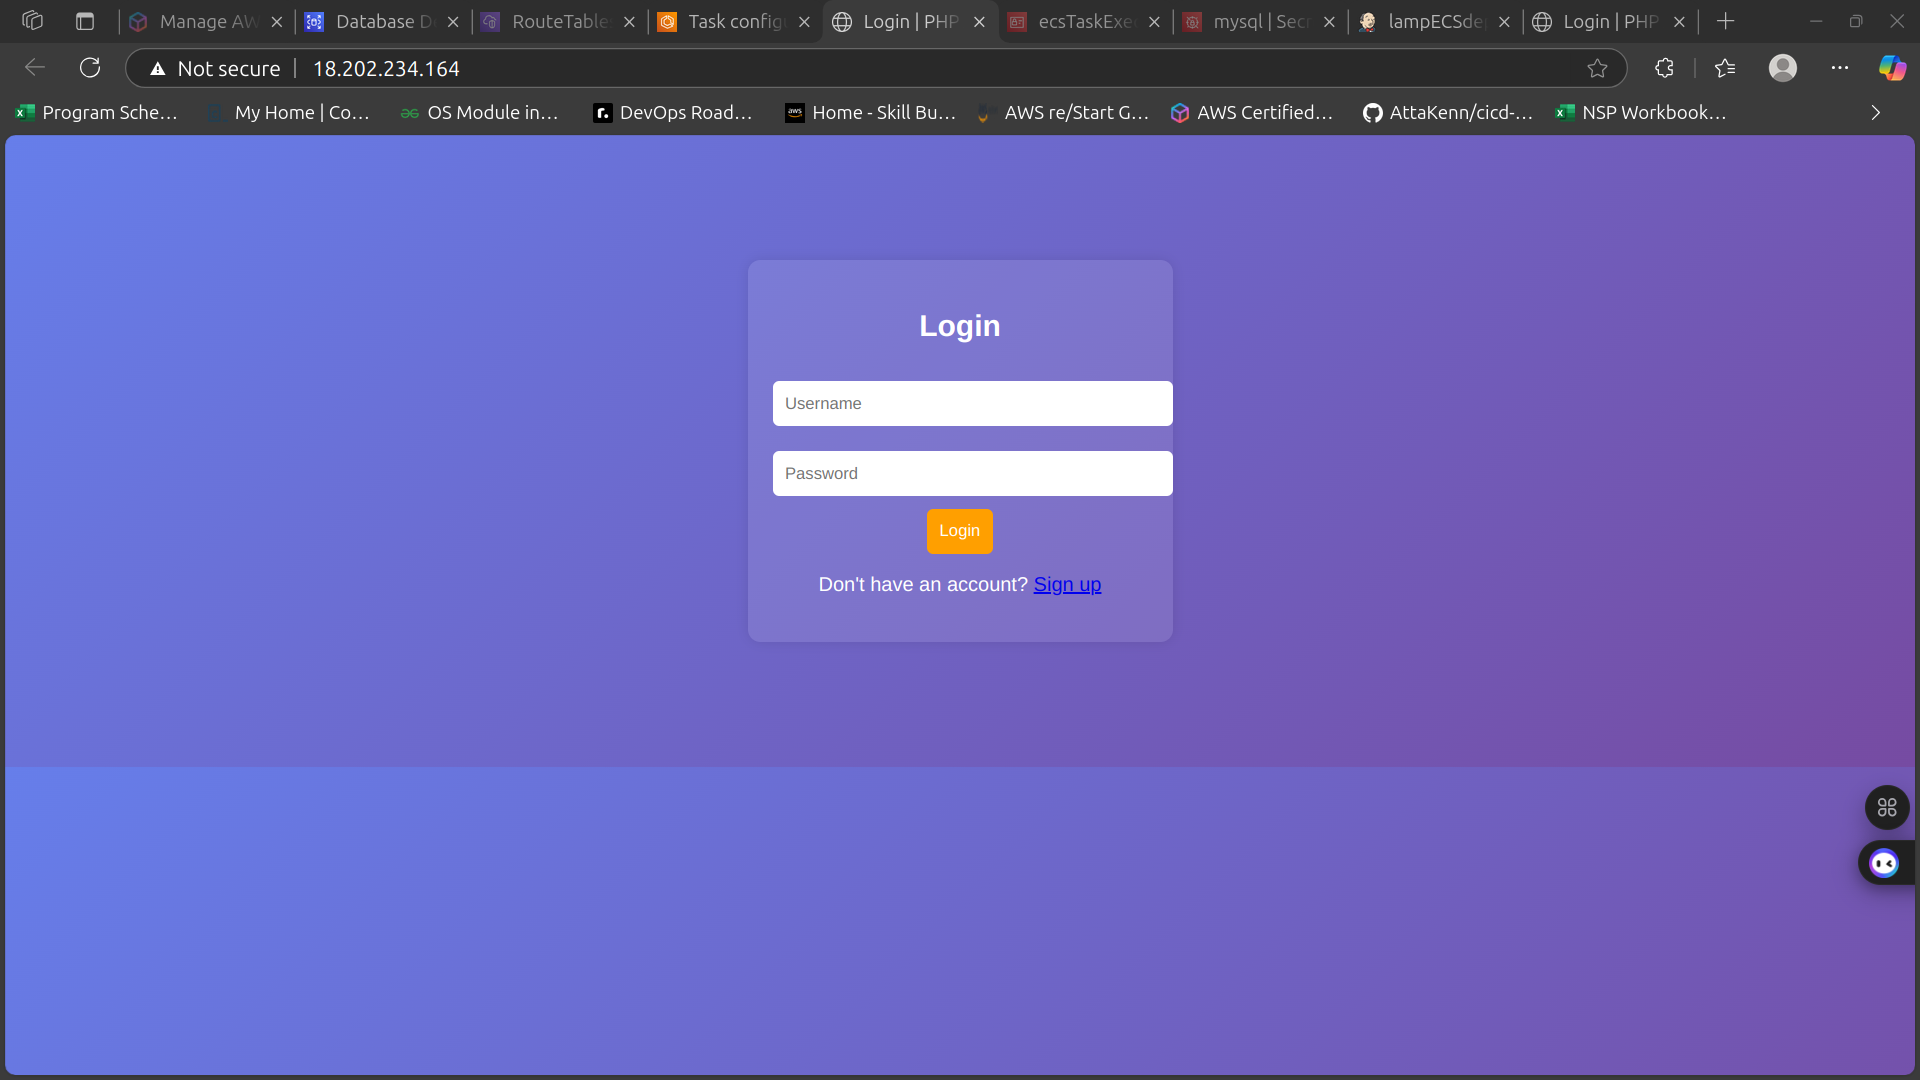 Manage AW
Database D
RouteTable
Task config
Login | PHP
ecsTaskExe
mysql | Secr
lampECSde
Login | PHP
Not secure
18.202.234.164
Program Sche...
My Home | Co...
OS Module in...
DevOps Road...
aws
Home - Skill Bu...
AWS re/Start G...
AWS Certified...
AttaKenn/cicd-...
NSP Workbook...
Login
Username
Password
Login
Don't have an account? Sign up